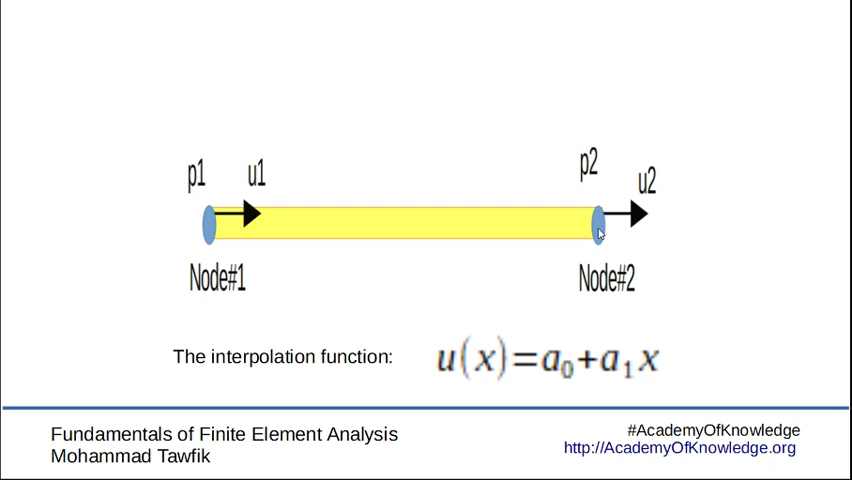 p1 u1 p2 u2
Node#1 Node#2
The interpolation function: u(x)=a₀+a₁x
Fundamentals of Finite Element Analysis
Mohammad Tawfik
#AcademyOfKnowledge
http://AcademyOfKnowledge.org